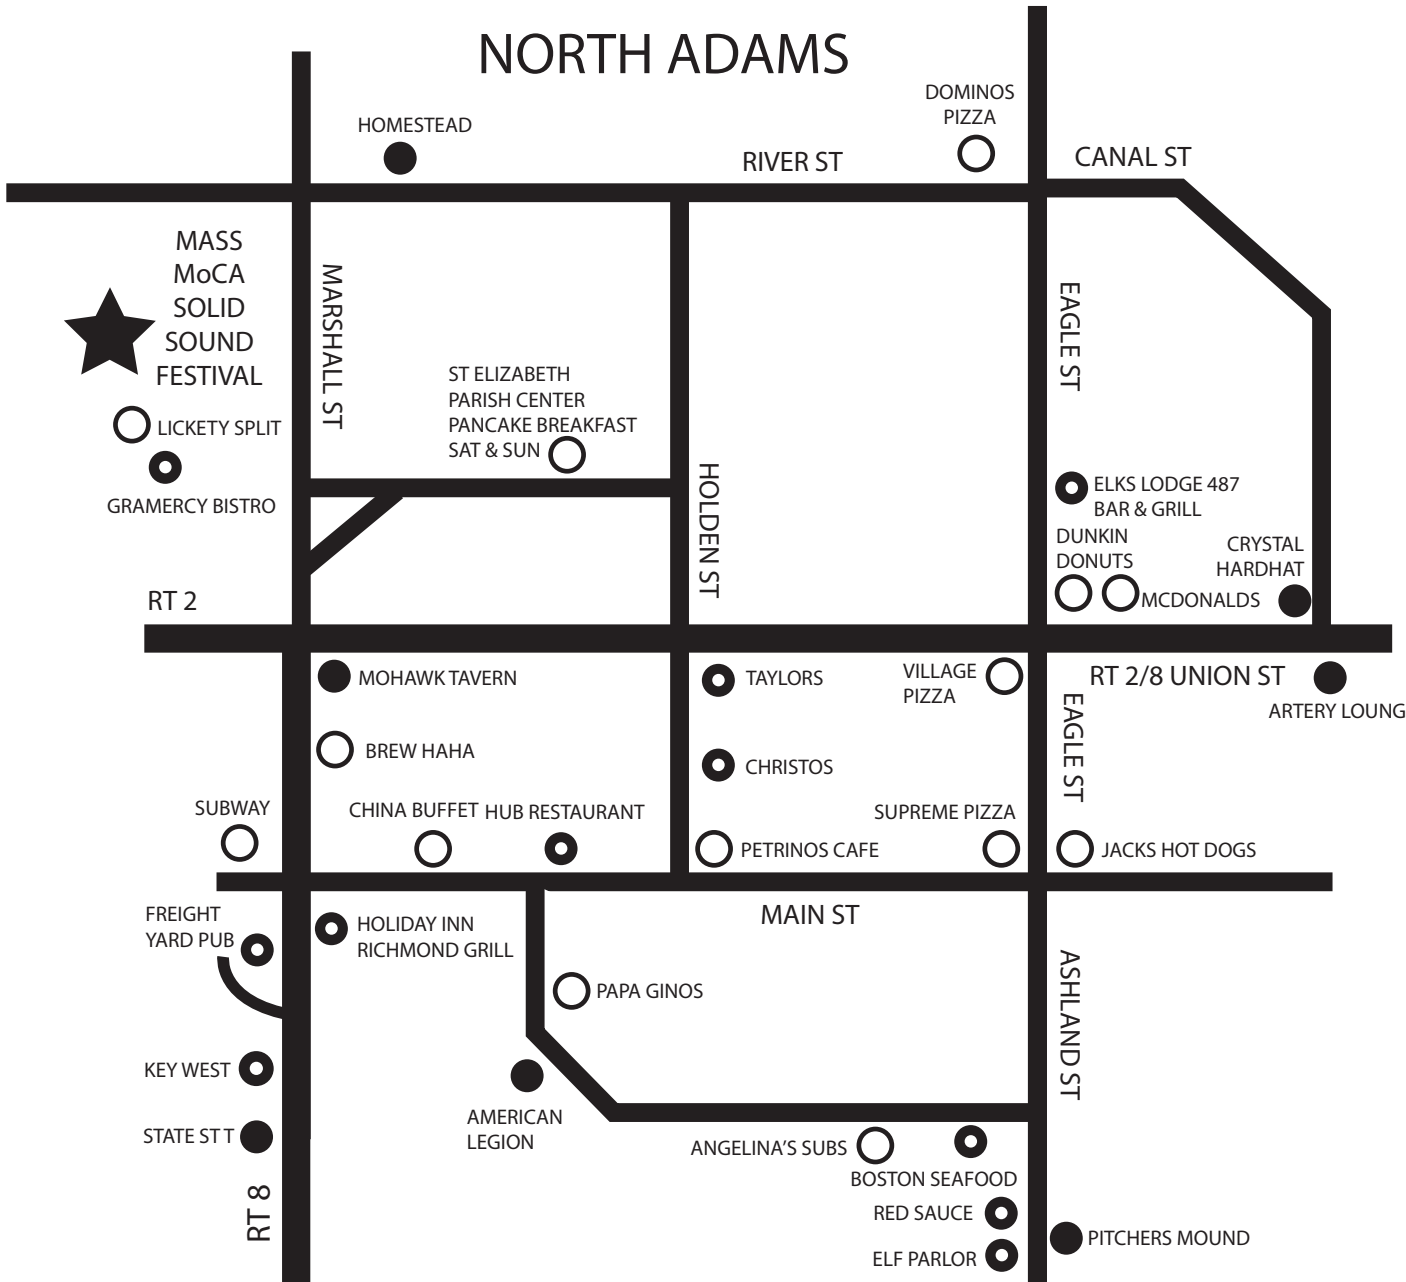 NORTH ADAMS
DOMINOS
PIZZA
HOMESTEAD
RIVER ST
CANAL ST
MASS
MoCA
SOLID
SOUND
FESTIVAL
MARSHALL ST
EAGLE ST
ST ELIZABETH
PARISH CENTER
PANCAKE BREAKFAST
SAT & SUN
LICKETY SPLIT
GRAMERCY BISTRO
HOLDEN ST
ELKS LODGE 487
BAR & GRILL
DUNKIN
DONUTS
CRYSTAL
HARDHAT
MCDONALDS
RT 2
MOHAWK TAVERN
TAYLORS
VILLAGE
PIZZA
RT 2/8 UNION ST
ARTERY LOUNG
EAGLE ST
BREW HAHA
CHRISTOS
SUBWAY
CHINA BUFFET
HUB RESTAURANT
SUPREME PIZZA
PETRINOS CAFE
JACKS HOT DOGS
MAIN ST
FREIGHT
YARD PUB
HOLIDAY INN
RICHMOND GRILL
PAPA GINOS
ASHLAND ST
KEY WEST
AMERICAN
LEGION
STATE ST T
ANGELINA'S SUBS
BOSTON SEAFOOD
RT 8
RED SAUCE
PITCHERS MOUND
ELF PARLOR